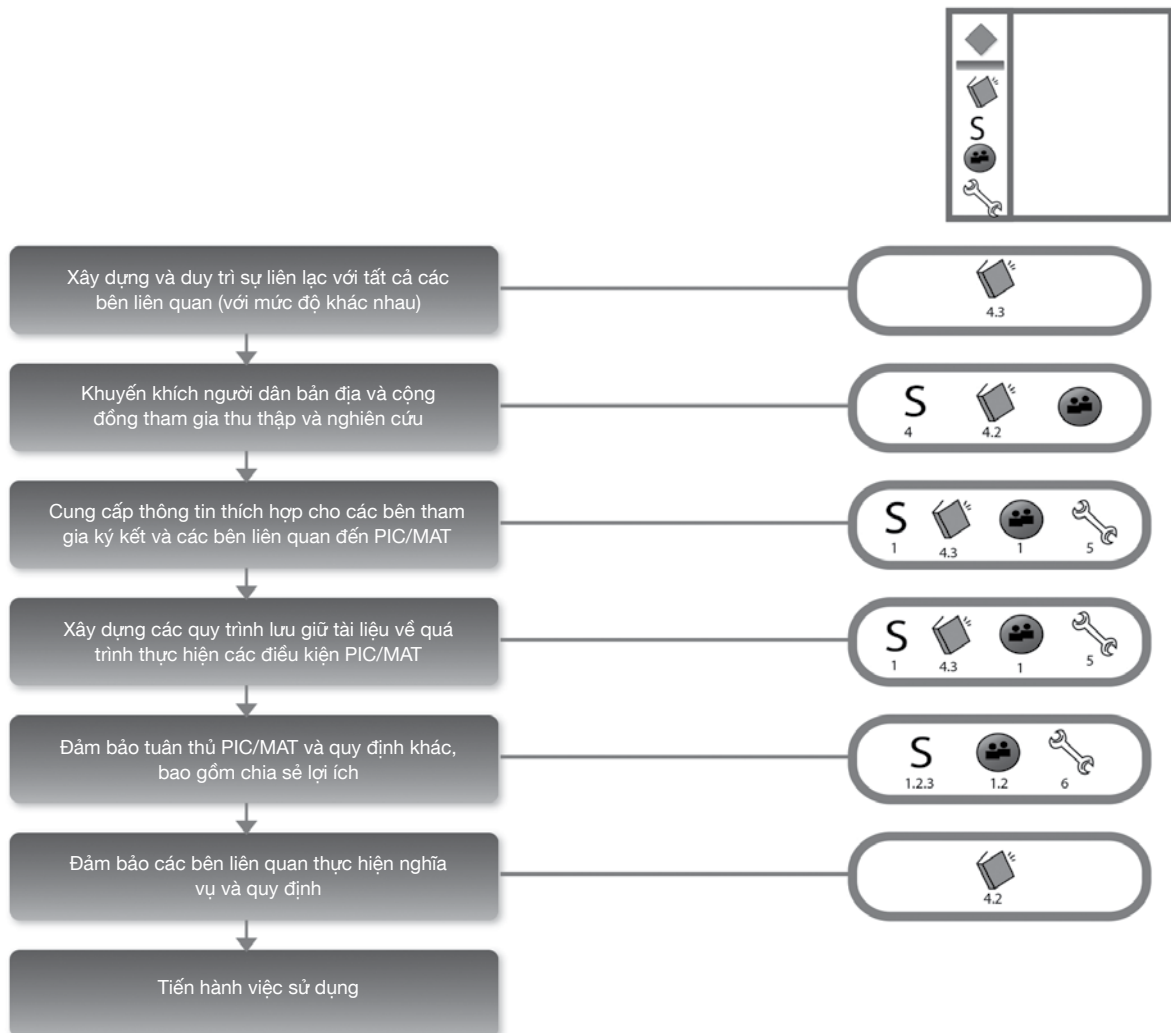 S
Xây dựng và duy trì sự liên lạc với tất cả các
bên liên quan (với mức độ khác nhau)
4.3
Khuyến khích người dân bản địa và cộng
đồng tham gia thu thập và nghiên cứu
S
4
4.2
Cung cấp thông tin thích hợp cho các bên tham
gia ký kết và các bên liên quan đến PIC/MAT
S
1
4.3
1
5
Xây dựng các quy trình lưu giữ tài liệu về quá
trình thực hiện các điều kiện PIC/MAT
S
1
4.3
1
5
Đảm bảo tuân thủ PIC/MAT và quy định khác,
bao gồm chia sẻ lợi ích
S
1.2.3
1.2
6
Đảm bảo các bên liên quan thực hiện nghĩa
vụ và quy định
4.2
Tiến hành việc sử dụng